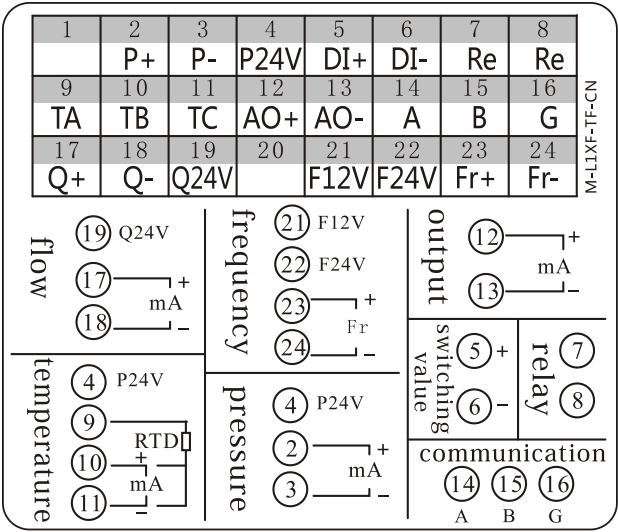 1 2 3 4 5 6 7 8
P+ P- P24V DI+ DI- Re Re
9 10 11 12 13 14 15 16
TA TB TC AO+ AO- A B G
17 18 19 20 21 22 23 24
Q+ Q- Q24V F12V F24V Fr+ Fr-
M-L1XF-TF-CN
flow
19 Q24V
17 +
mA
18 -
frequency
21 F12V
22 F24V
23 +
Fr
24 -
output
12 +
mA
13 -
switching
value
5 +
6 -
relay
7
8
temperature
4 P24V
9
RTD
10 +
mA
11 -
pressure
4 P24V
2 +
mA
3 -
communication
14 15 16
A B G